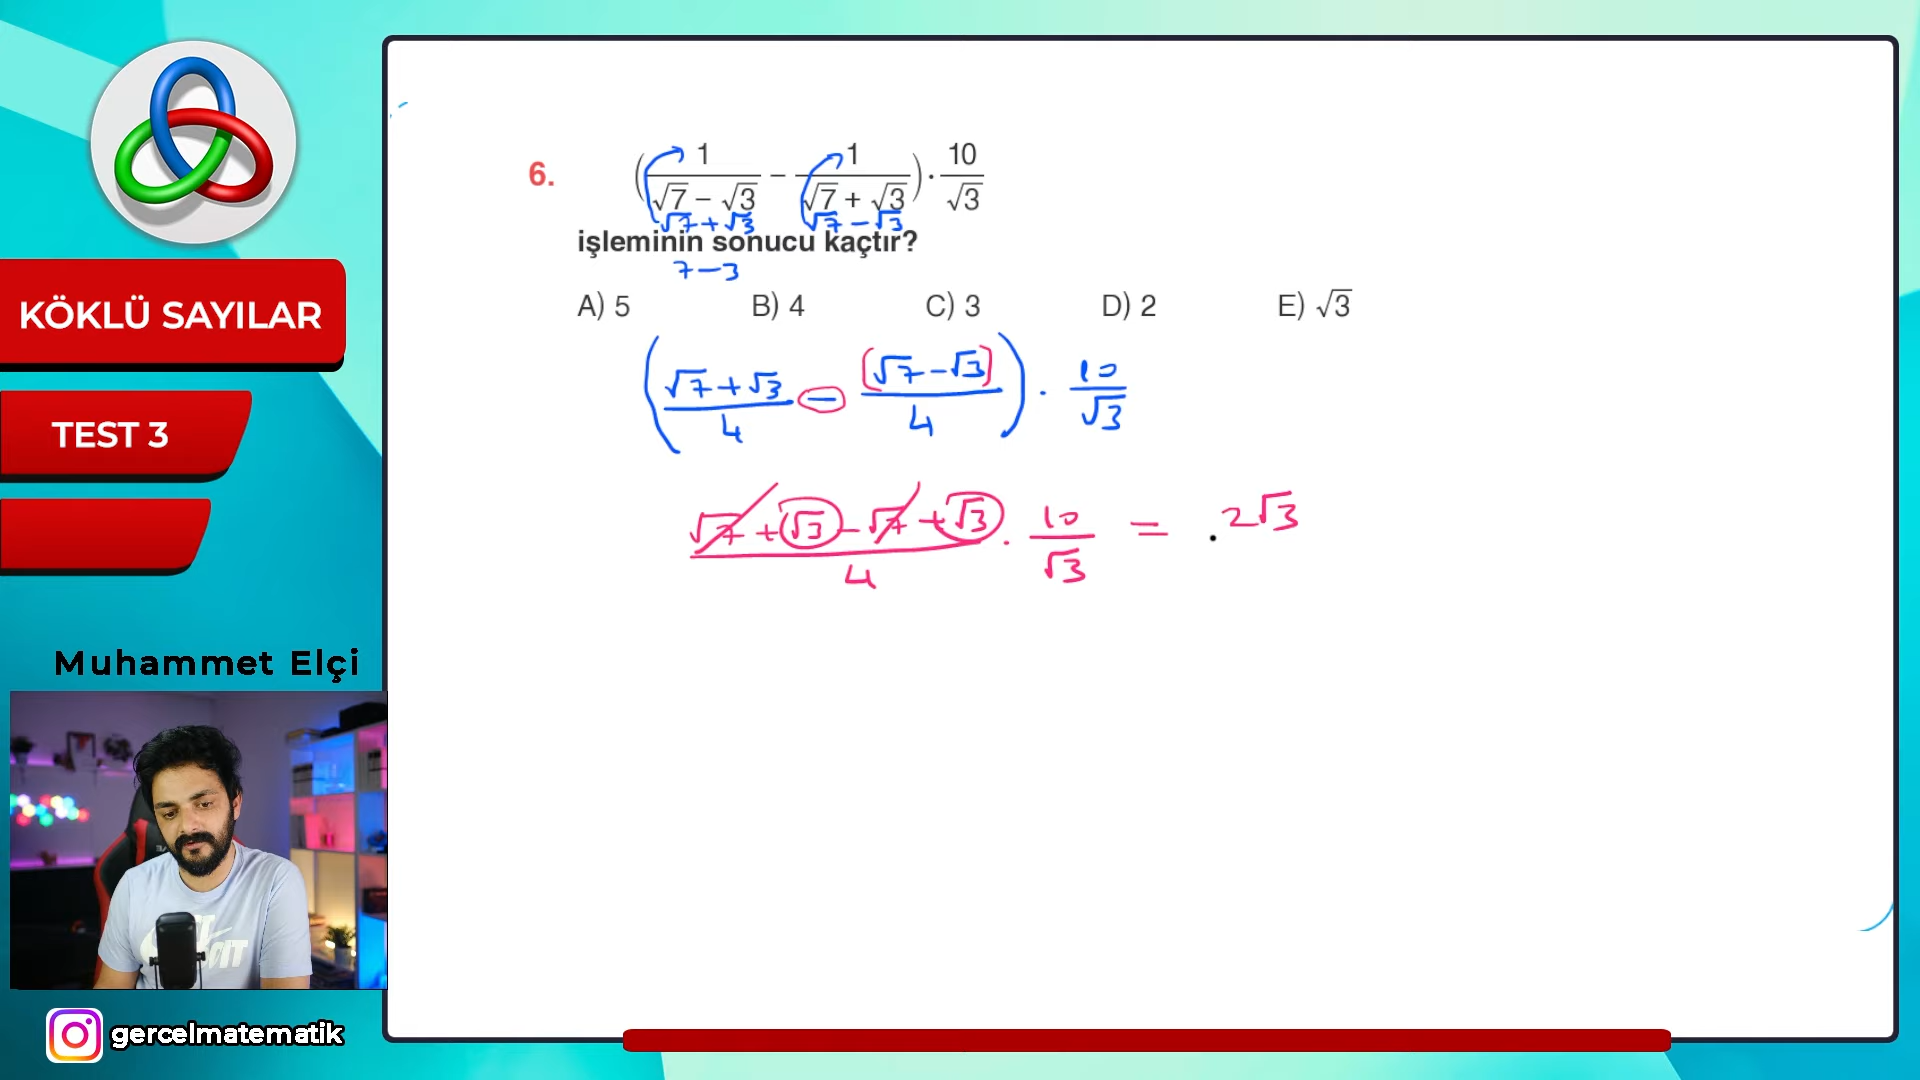 KÖKLÜ SAYILAR
TEST 3
Muhammet Elçi
gercelmatematik
6. (1/(√7 − √3) − 1/(√7 + √3)) · 10/√3
√7 + √3 √7 − √3
işleminin sonucu kaçtır?
7 − 3
A) 5 B) 4 C) 3 D) 2 E) √3
((√7 + √3)/4 − (√7 − √3)/4) · 10/√3
(√7 + √3 − √7 + √3)/4 · 10/√3 = 2√3